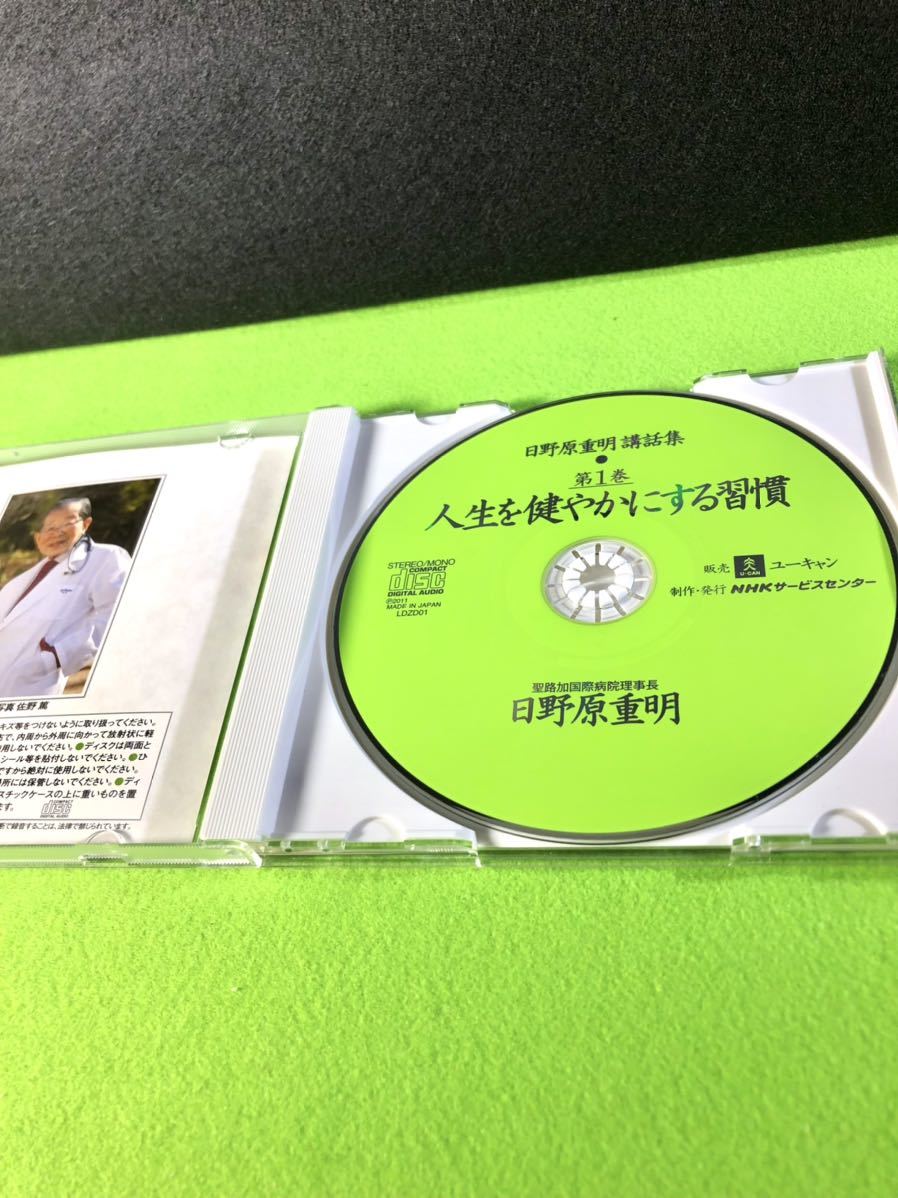 写真 佐野 篤
キズ等をつけないように取り扱ってください。
で、内周から外周に向かって放射状に軽
用しないでください。●ディスクは両面と
シール等を貼付しないでください。●ひ
ですから絶対に使用しないでください。
場所には保管しないでください。●ディ
スチックケースの上に重いものを置
ます。
COMPACT
disc
DIGITAL AUDIO
断で録音することは、法律で禁じられています。
日野原重明 講話集
●
第1巻
人生を健やかにする習慣
STEREO/MONO
COMPACT
disc
DIGITAL AUDIO
℗2011
MADE IN JAPAN
LDZD01
販売 U-CAN ユーキャン
制作・発行 NHKサービスセンター
聖路加国際病院理事長
日野原重明